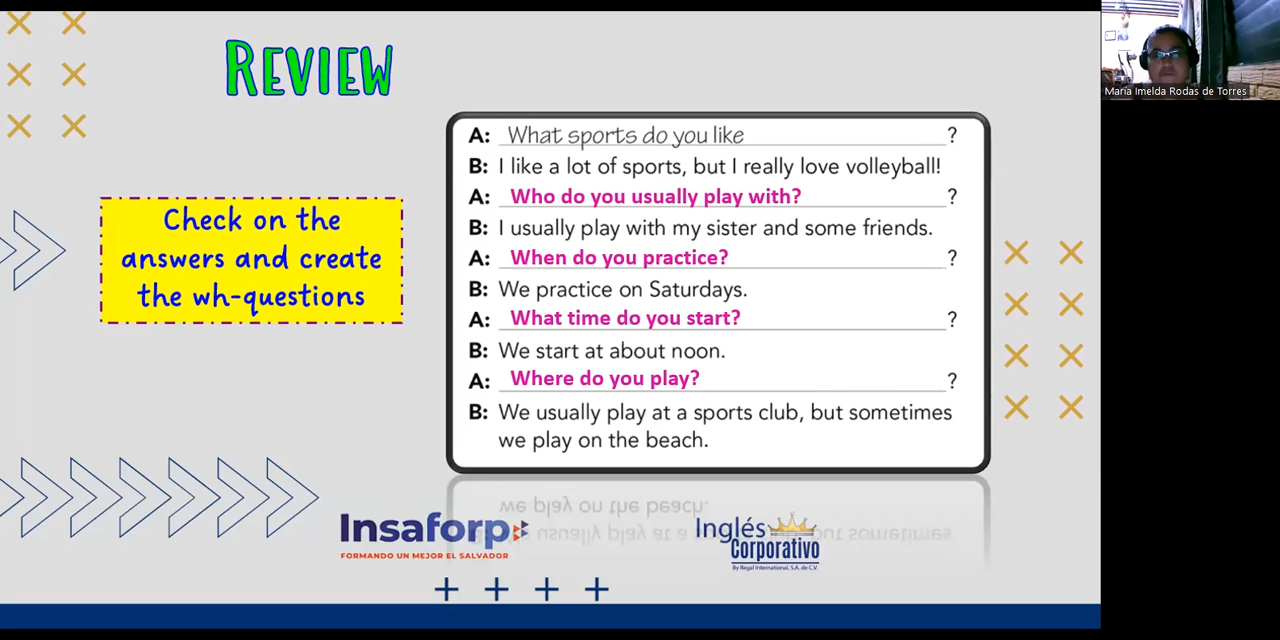 REVIEW
María Imelda Rodas de Torres
Check on the
answers and create
the wh-questions
A: What sports do you like ?
B: I like a lot of sports, but I really love volleyball!
A: Who do you usually play with? ?
B: I usually play with my sister and some friends.
A: When do you practice? ?
B: We practice on Saturdays.
A: What time do you start? ?
B: We start at about noon.
A: Where do you play? ?
B: We usually play at a sports club, but sometimes
we play on the beach.
Insaforp
FORMANDO UN MEJOR EL SALVADOR
Inglés
Corporativo
By Regal International, S.A. de C.V.